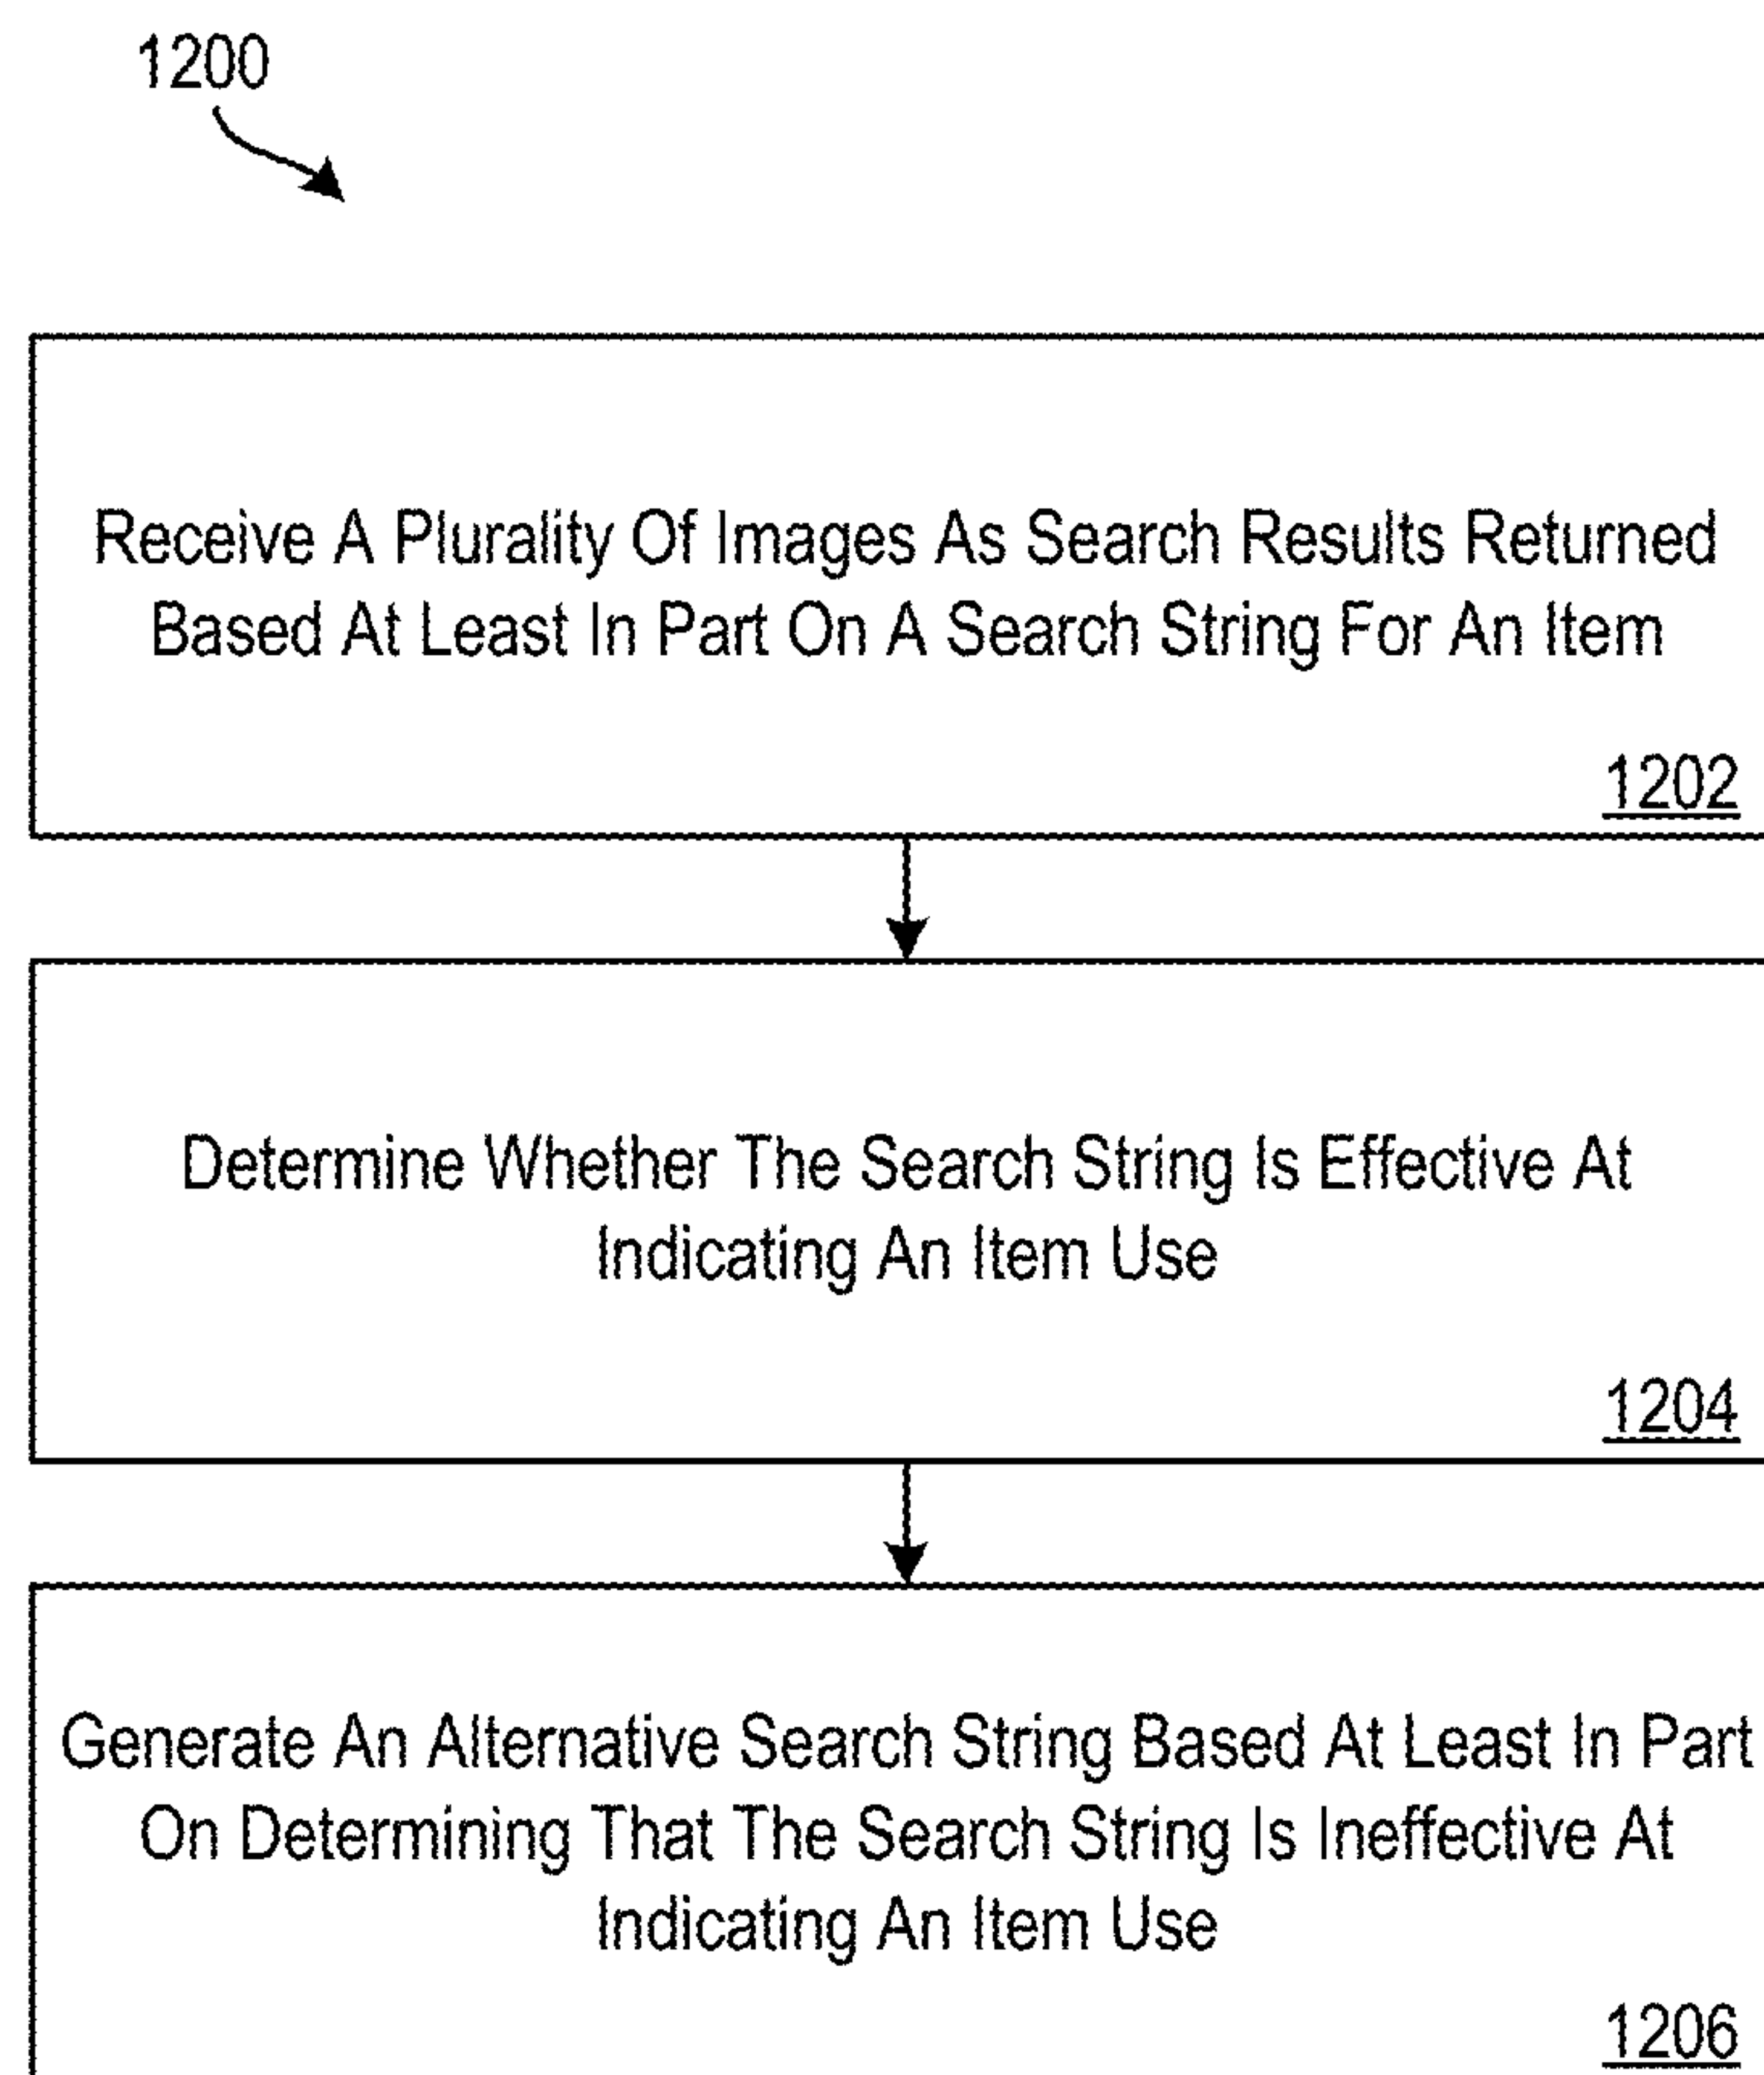 1200
Receive A Plurality Of Images As Search Results Returned
Based At Least In Part On A Search String For An Item
1202
Determine Whether The Search String Is Effective At
Indicating An Item Use
1204
Generate An Alternative Search String Based At Least In Part
On Determining That The Search String Is Ineffective At
Indicating An Item Use
1206